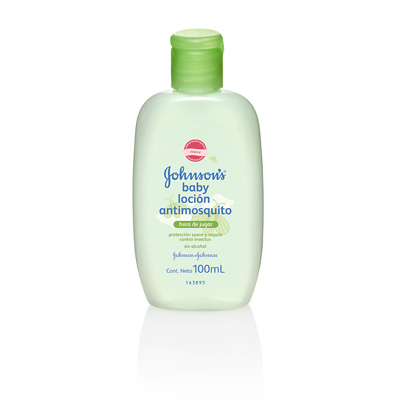 Johnson's
baby
loción
antimosquito
hora de jugar
protección suave y segura
contra insectos
sin alcohol
Johnson & Johnson
Cont. Neto 100mL
163895